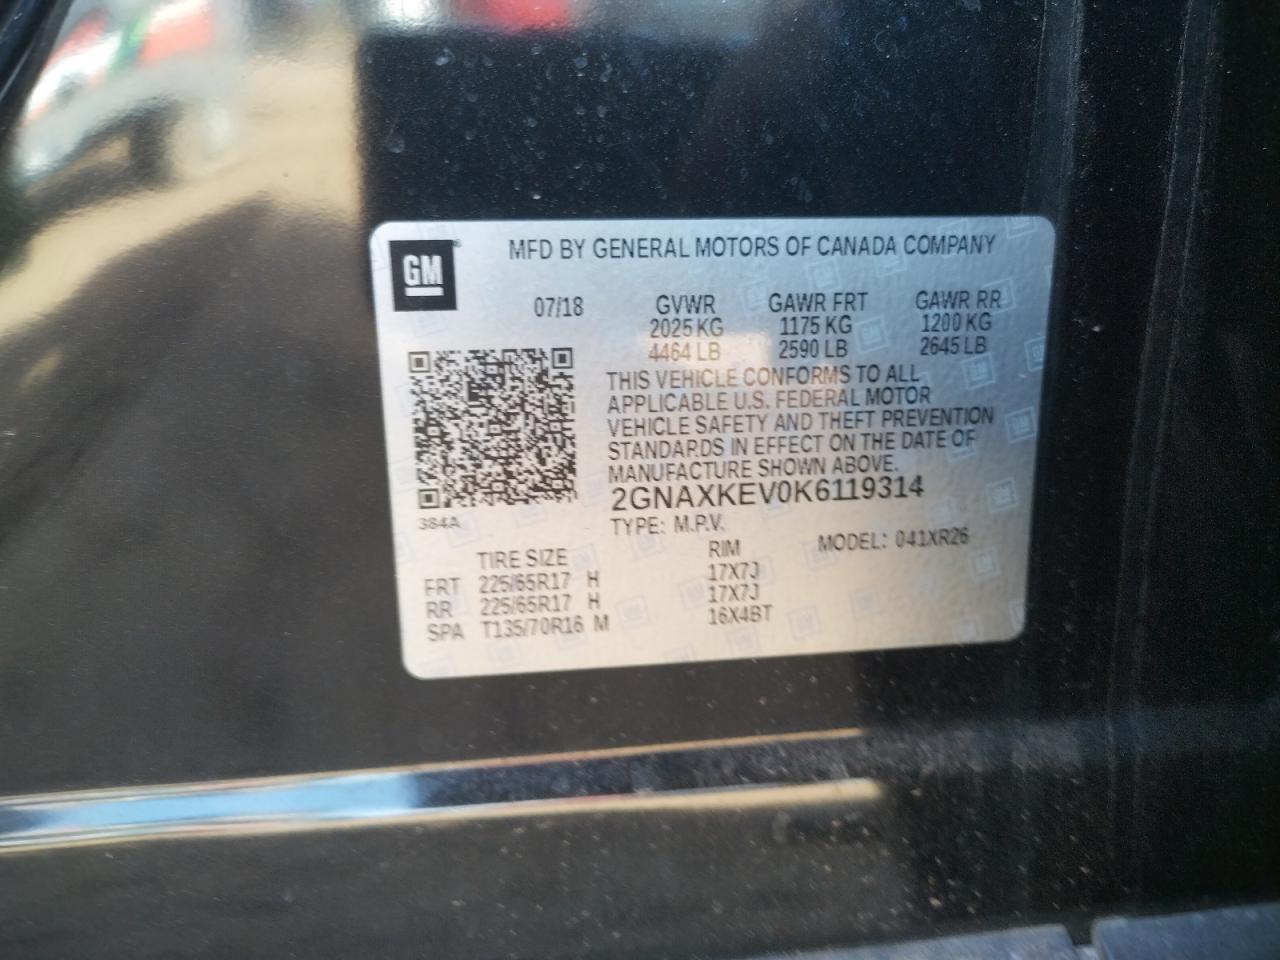 GM
MFD BY GENERAL MOTORS OF CANADA COMPANY
07/18 GVWR GAWR FRT GAWR RR
2025 KG 1175 KG 1200 KG
4464 LB 2590 LB 2645 LB
THIS VEHICLE CONFORMS TO ALL
APPLICABLE U.S. FEDERAL MOTOR
VEHICLE SAFETY AND THEFT PREVENTION
STANDARDS IN EFFECT ON THE DATE OF
MANUFACTURE SHOWN ABOVE.
2GNAXKEV0K6119314
384A
TYPE: M.P.V. MODEL: 041XR26
TIRE SIZE RIM
FRT 225/65R17 H 17X7J
RR 225/65R17 H 17X7J
SPA T135/70R16 M 16X4BT